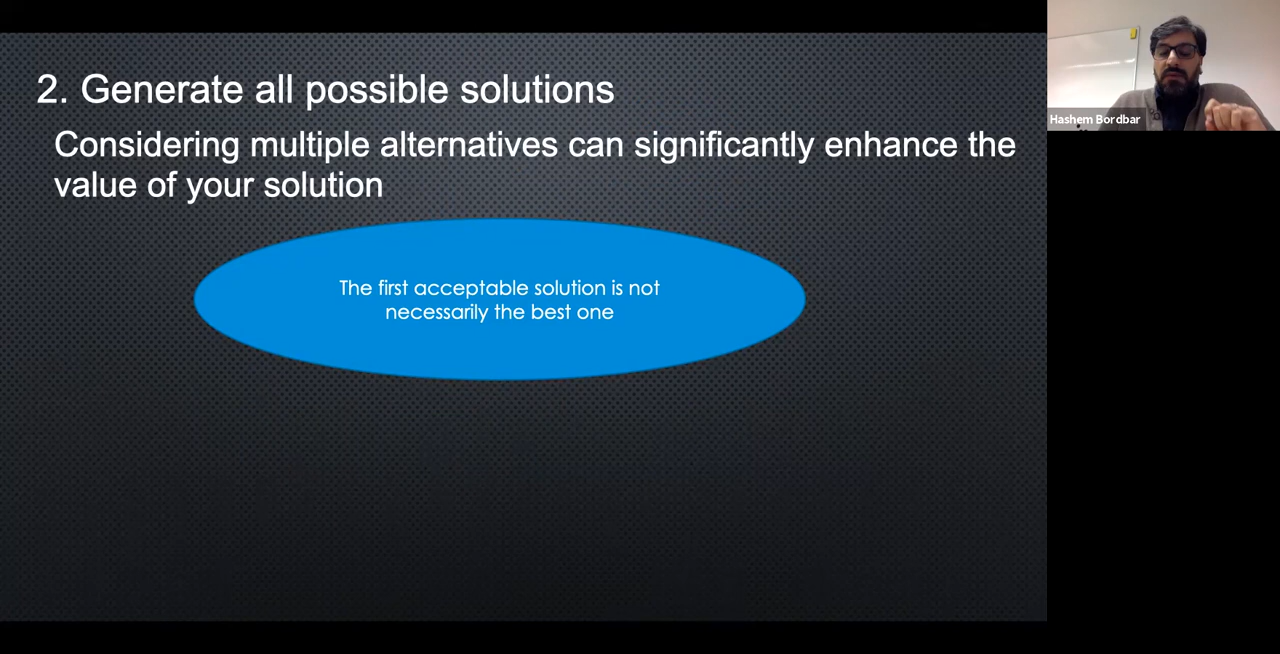 2. Generate all possible solutions
Considering multiple alternatives can significantly enhance the
value of your solution
The first acceptable solution is not
necessarily the best one
Hashem Bordbar